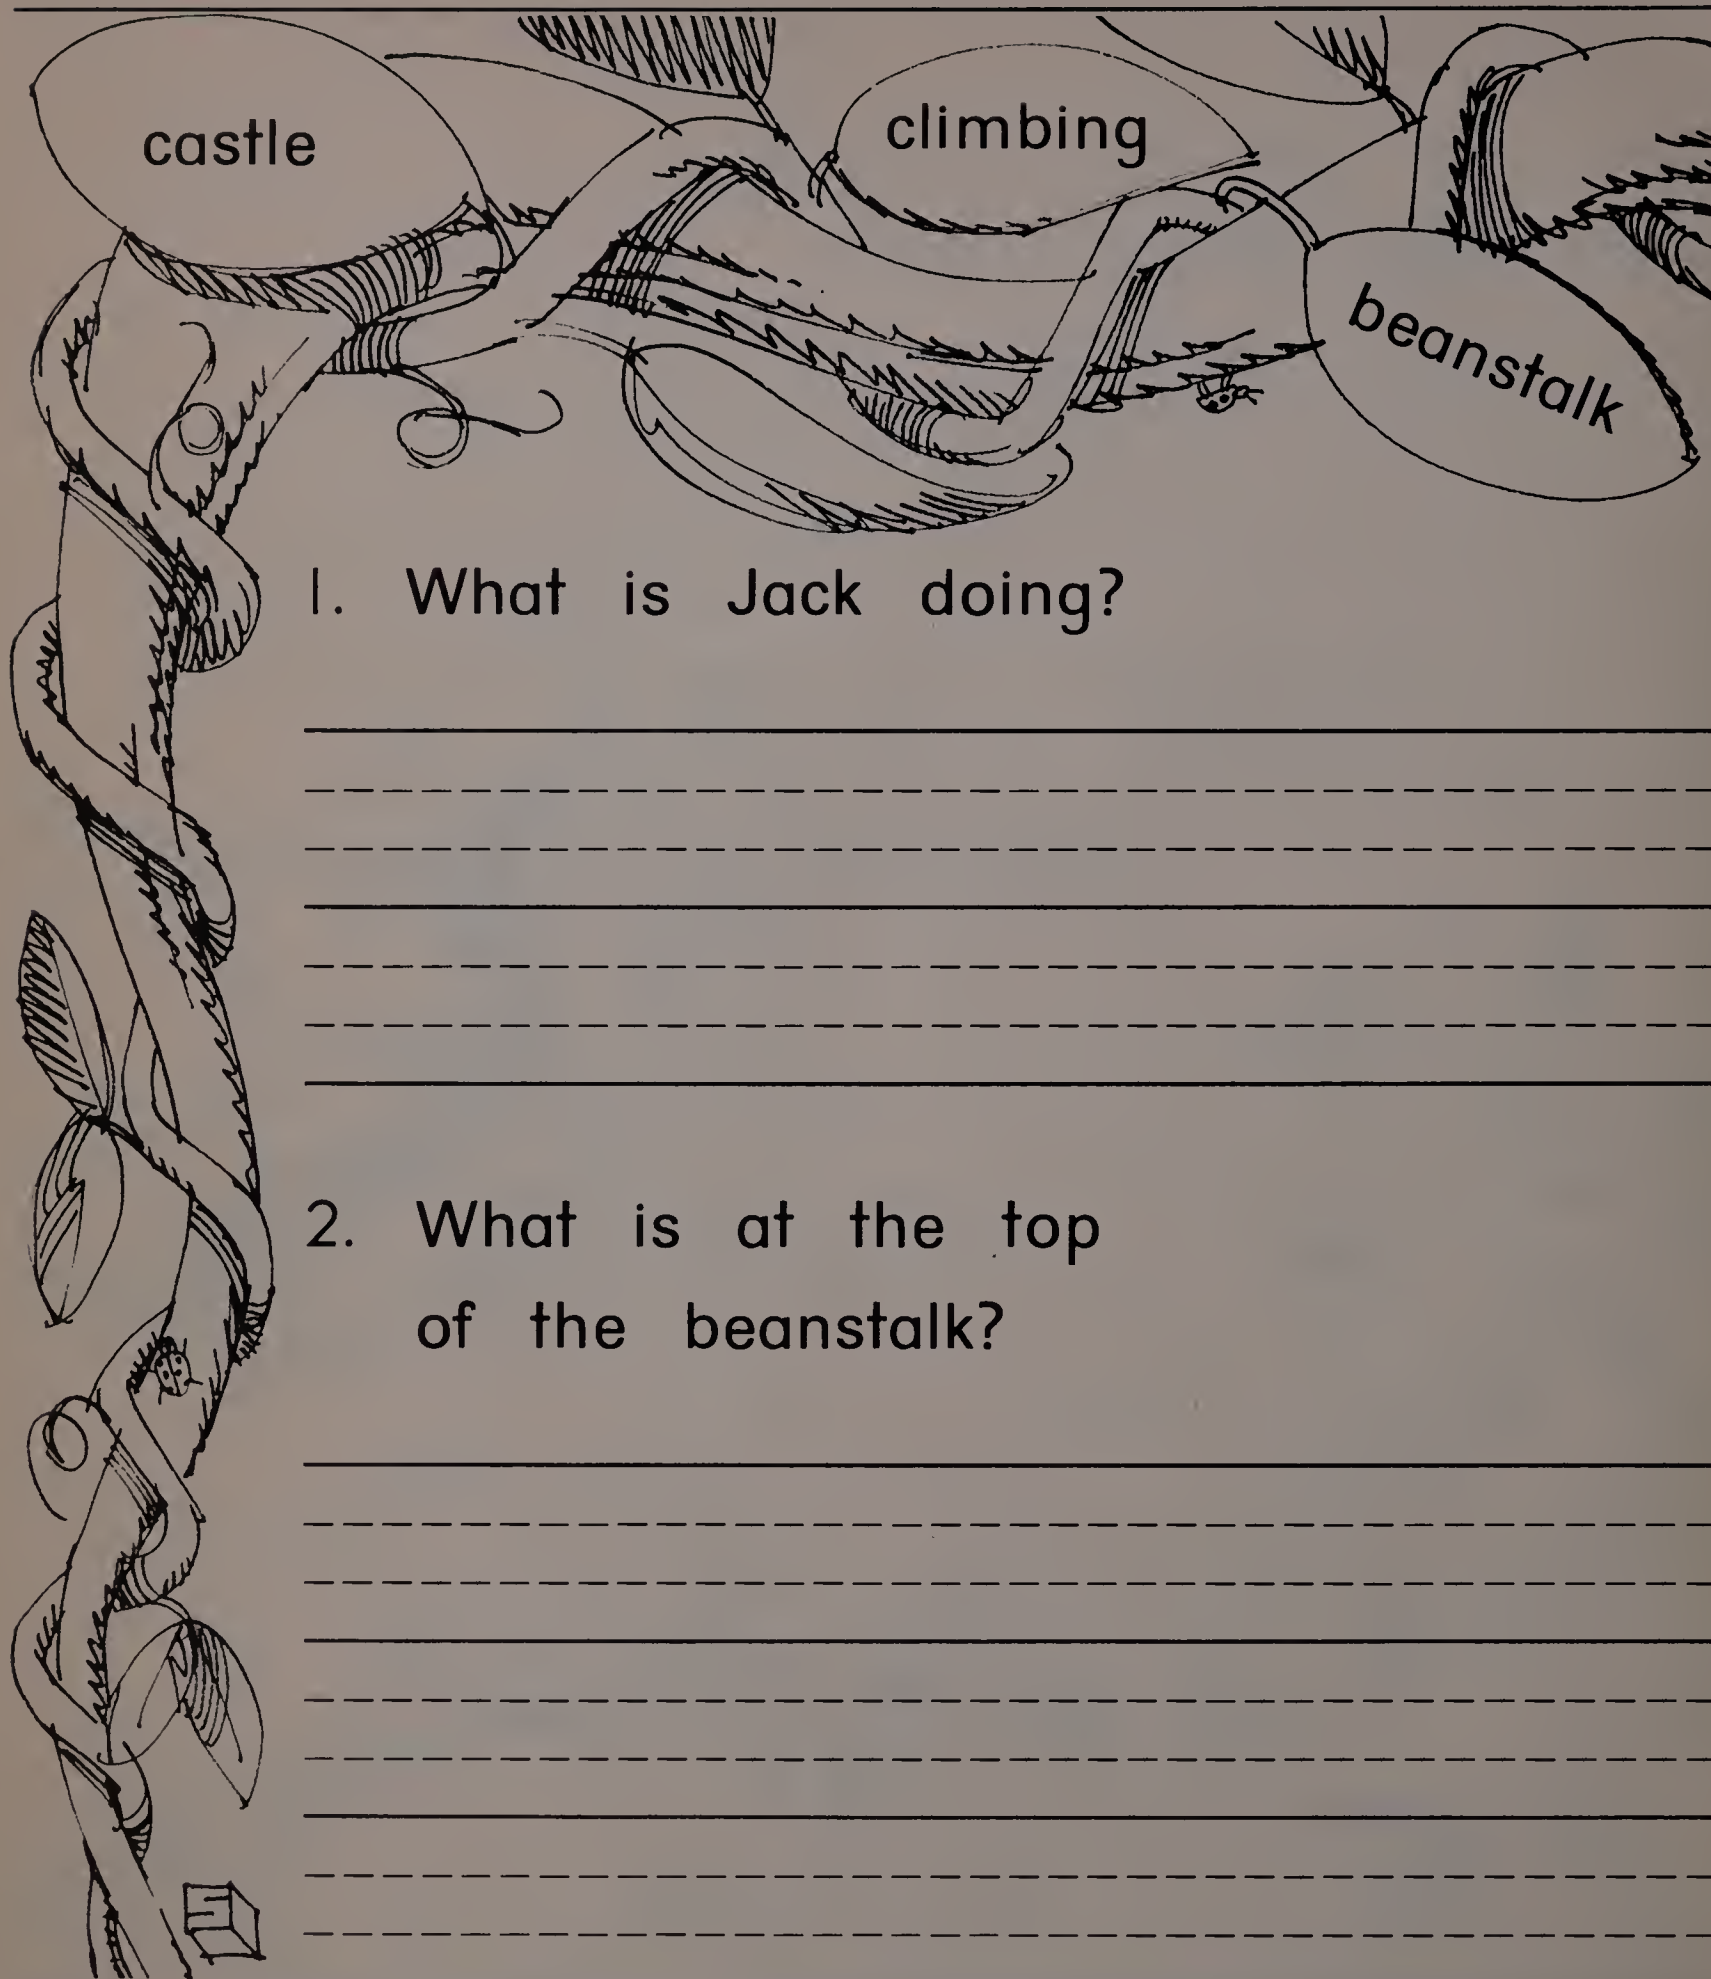 castle
climbing
beanstalk
1. What is Jack doing?
2. What is at the top
of the beanstalk?